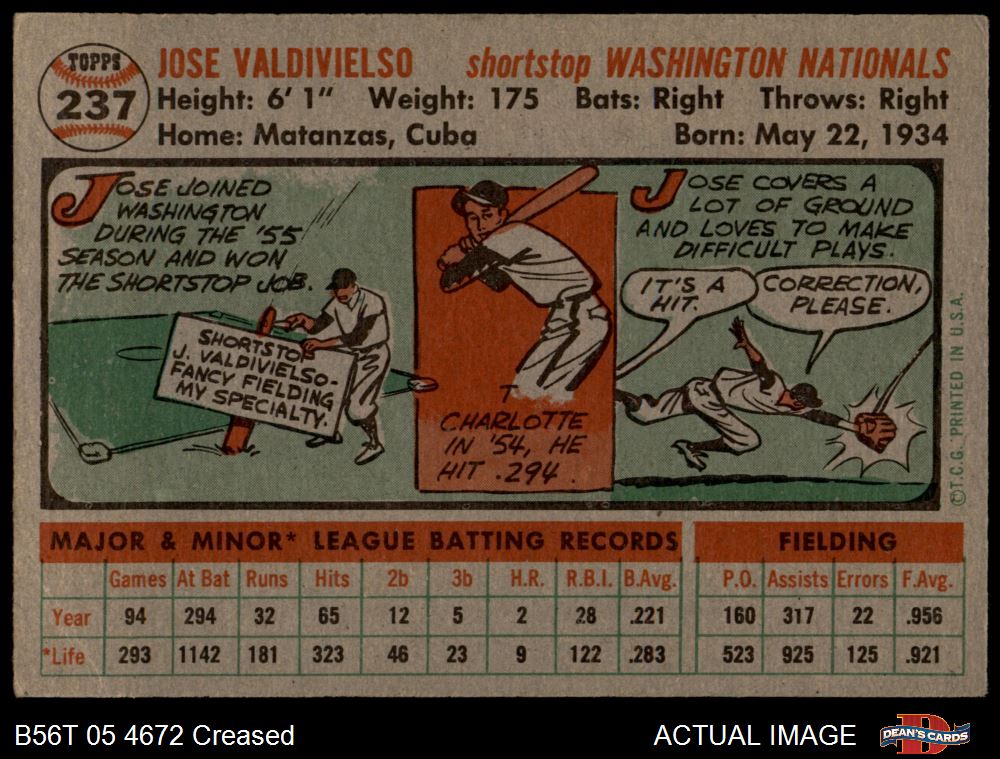 TOPPS
237
JOSE VALDIVIELSO shortstop WASHINGTON NATIONALS
Height: 6' 1" Weight: 175 Bats: Right Throws: Right
Home: Matanzas, Cuba Born: May 22, 1934
JOSE JOINED
WASHINGTON
DURING THE '55
SEASON AND WON
THE SHORTSTOP JOB.
SHORTSTOP
J. VALDIVIELSO-
FANCY FIELDING
MY SPECIALTY.
T
CHARLOTTE
IN '54, HE
HIT .294.
JOSE COVERS A
LOT OF GROUND
AND LOVES TO MAKE
DIFFICULT PLAYS.
IT'S A
HIT.
CORRECTION,
PLEASE.
©T.C.G. PRINTED IN U.S.A.
MAJOR & MINOR* LEAGUE BATTING RECORDS FIELDING
Games At Bat Runs Hits 2b 3b H.R. R.B.I. B.Avg. P.O. Assists Errors F.Avg.
Year 94 294 32 65 12 5 2 28 .221 160 317 22 .956
*Life 293 1142 181 323 46 23 9 122 .283 523 925 125 .921
B56T 05 4672 Creased ACTUAL IMAGE
DEAN'S CARDS